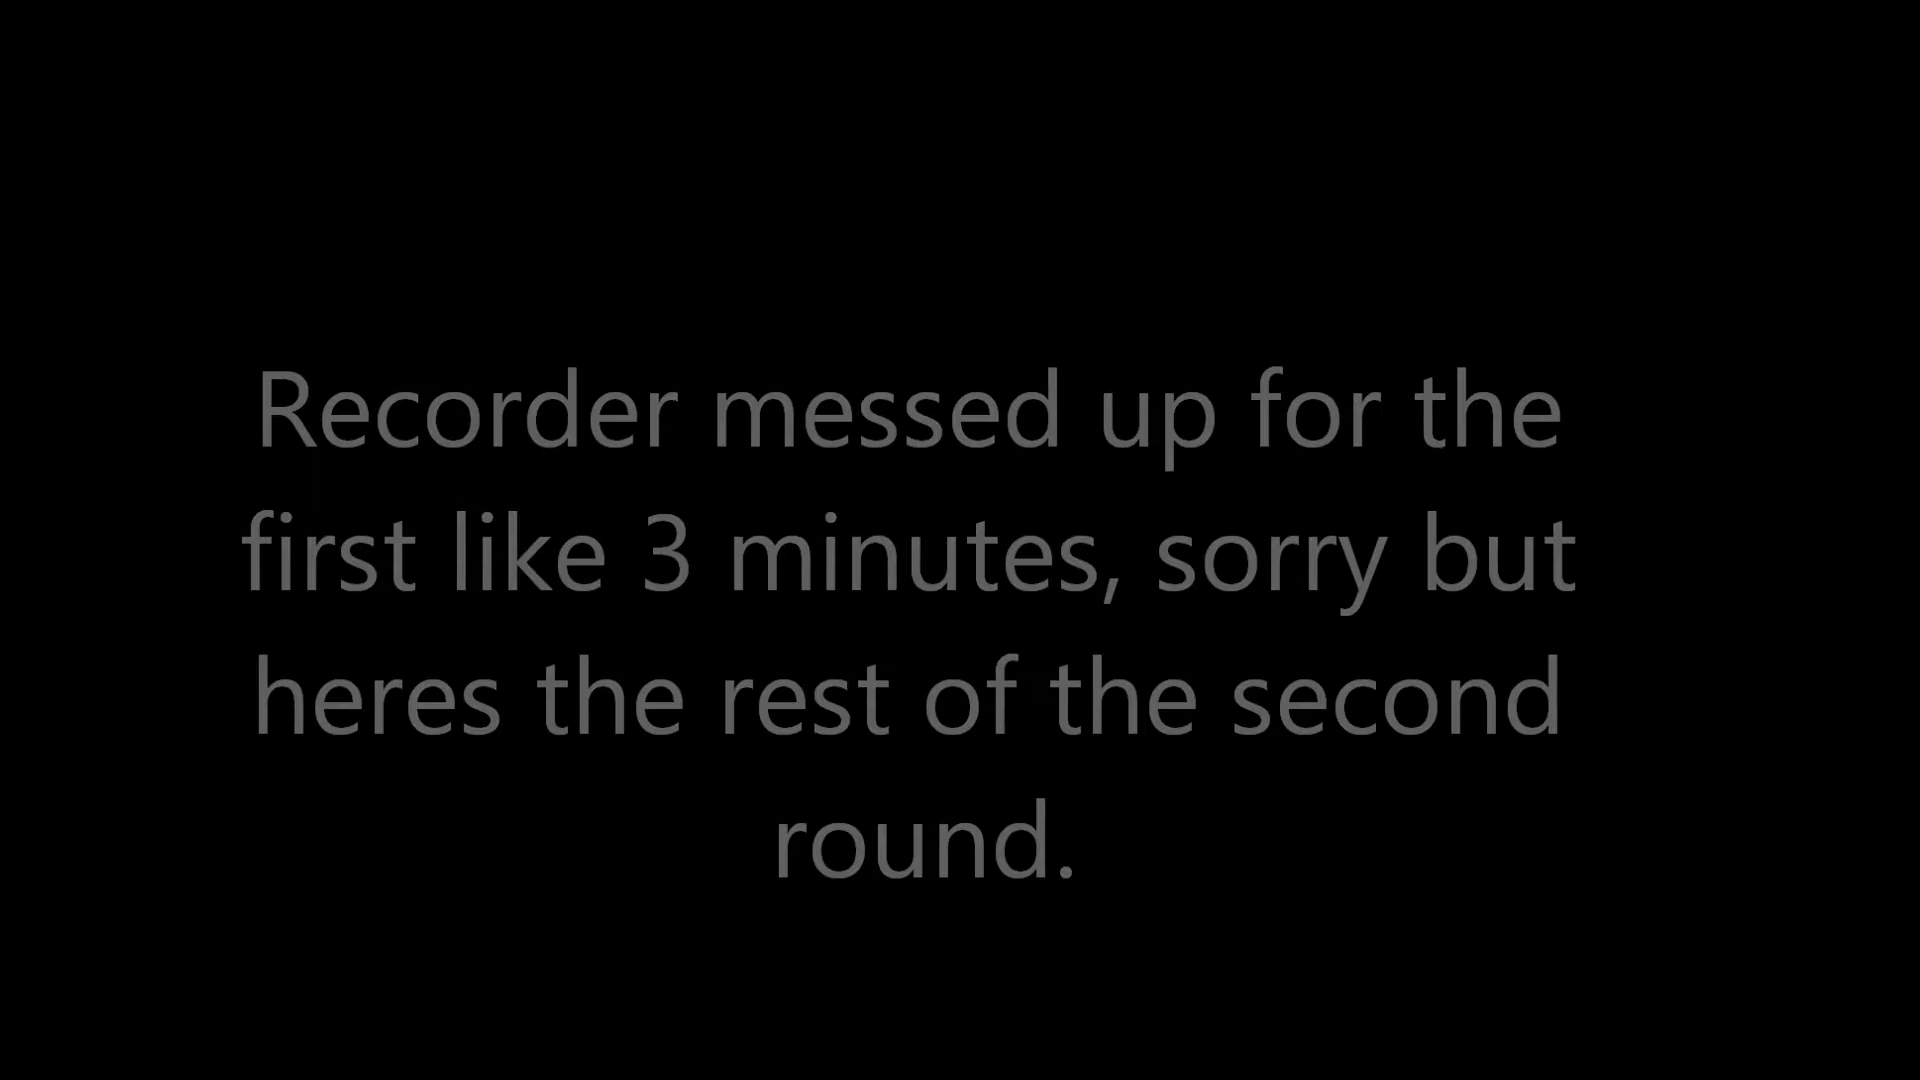 Recorder messed up for the
first like 3 minutes, sorry but
heres the rest of the second
round.